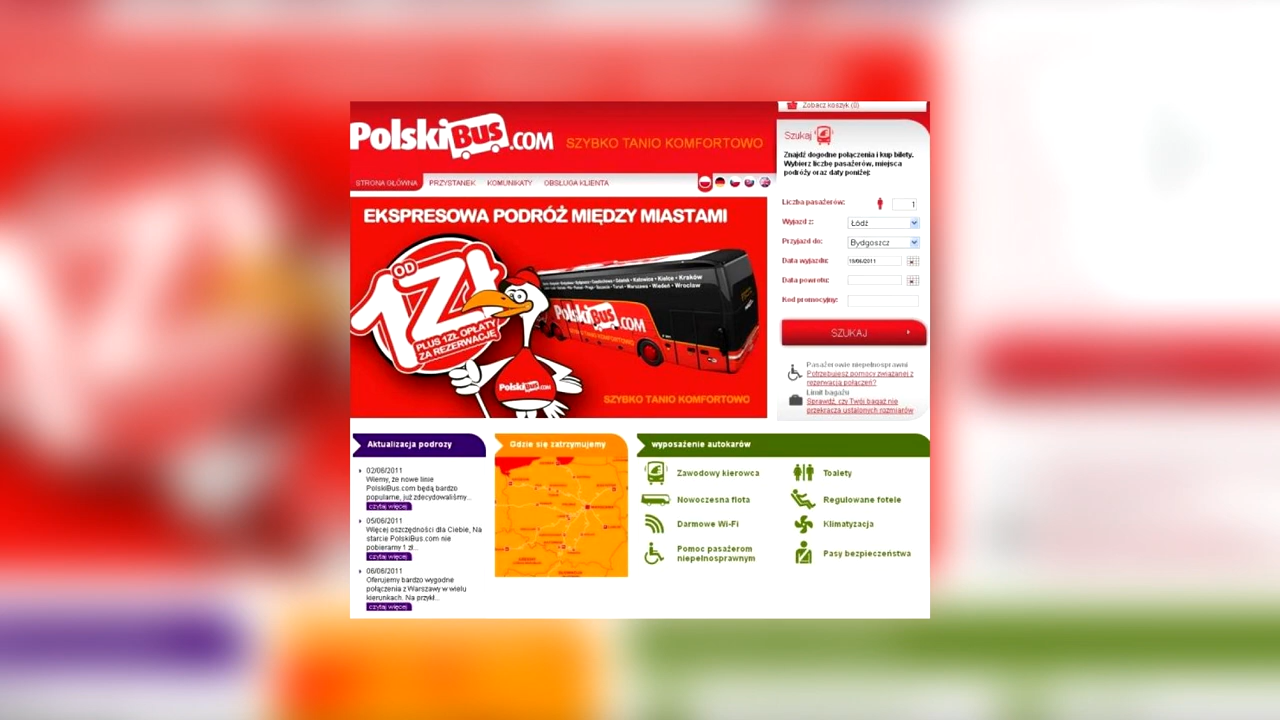 Zobacz koszyk (0)
PolskiBus.com
SZYBKO TANIO KOMFORTOWO
STRONA GŁÓWNA
PRZYSTANEK
KOMUNIKATY
OBSŁUGA KLIENTA
EKSPRESOWA PODRÓŻ MIĘDZY MIASTAMI
OD
1ZŁ
PLUS 1ZŁ OPŁATY
ZA REZERWACJĘ
PolskiBus.com
PolskiBus.com
SZYBKO TANIO KOMFORTOWO
Szukaj
Znajdź dogodne połączenia i kup bilety.
Wybierz liczbę pasażerów, miejsca
podróży oraz daty poniżej:
Liczba pasażerów:
1
Wyjazd z:
Łódź
Przyjazd do:
Bydgoszcz
Data wyjazdu:
19/06/2011
Data powrotu:
Kod promocyjny:
SZUKAJ
Pasażerowie niepełnosprawni
Potrzebujesz pomocy związanej z
rezerwacją połączeń?
Limit bagażu
Sprawdź, czy Twój bagaż nie
przekracza ustalonych rozmiarów
Aktualizacja podrozy
02/06/2011
Wiemy, że nowe linie
PolskiBus.com będą bardzo
popularne, już zdecydowaliśmy...
czytaj więcej
05/06/2011
Więcej oszczędności dla Ciebie, Na
starcie PolskiBus.com nie
pobieramy 1 zł...
czytaj więcej
06/06/2011
Oferujemy bardzo wygodne
połączenia z Warszawy w wielu
kierunkach. Na przykł...
czytaj więcej
Gdzie się zatrzymujemy
wyposażenie autokarów
Zawodowy kierowca
Nowoczesna flota
Darmowe Wi-Fi
Pomoc pasażerom
niepełnosprawnym
Toalety
Regulowane fotele
Klimatyzacja
Pasy bezpieczeństwa